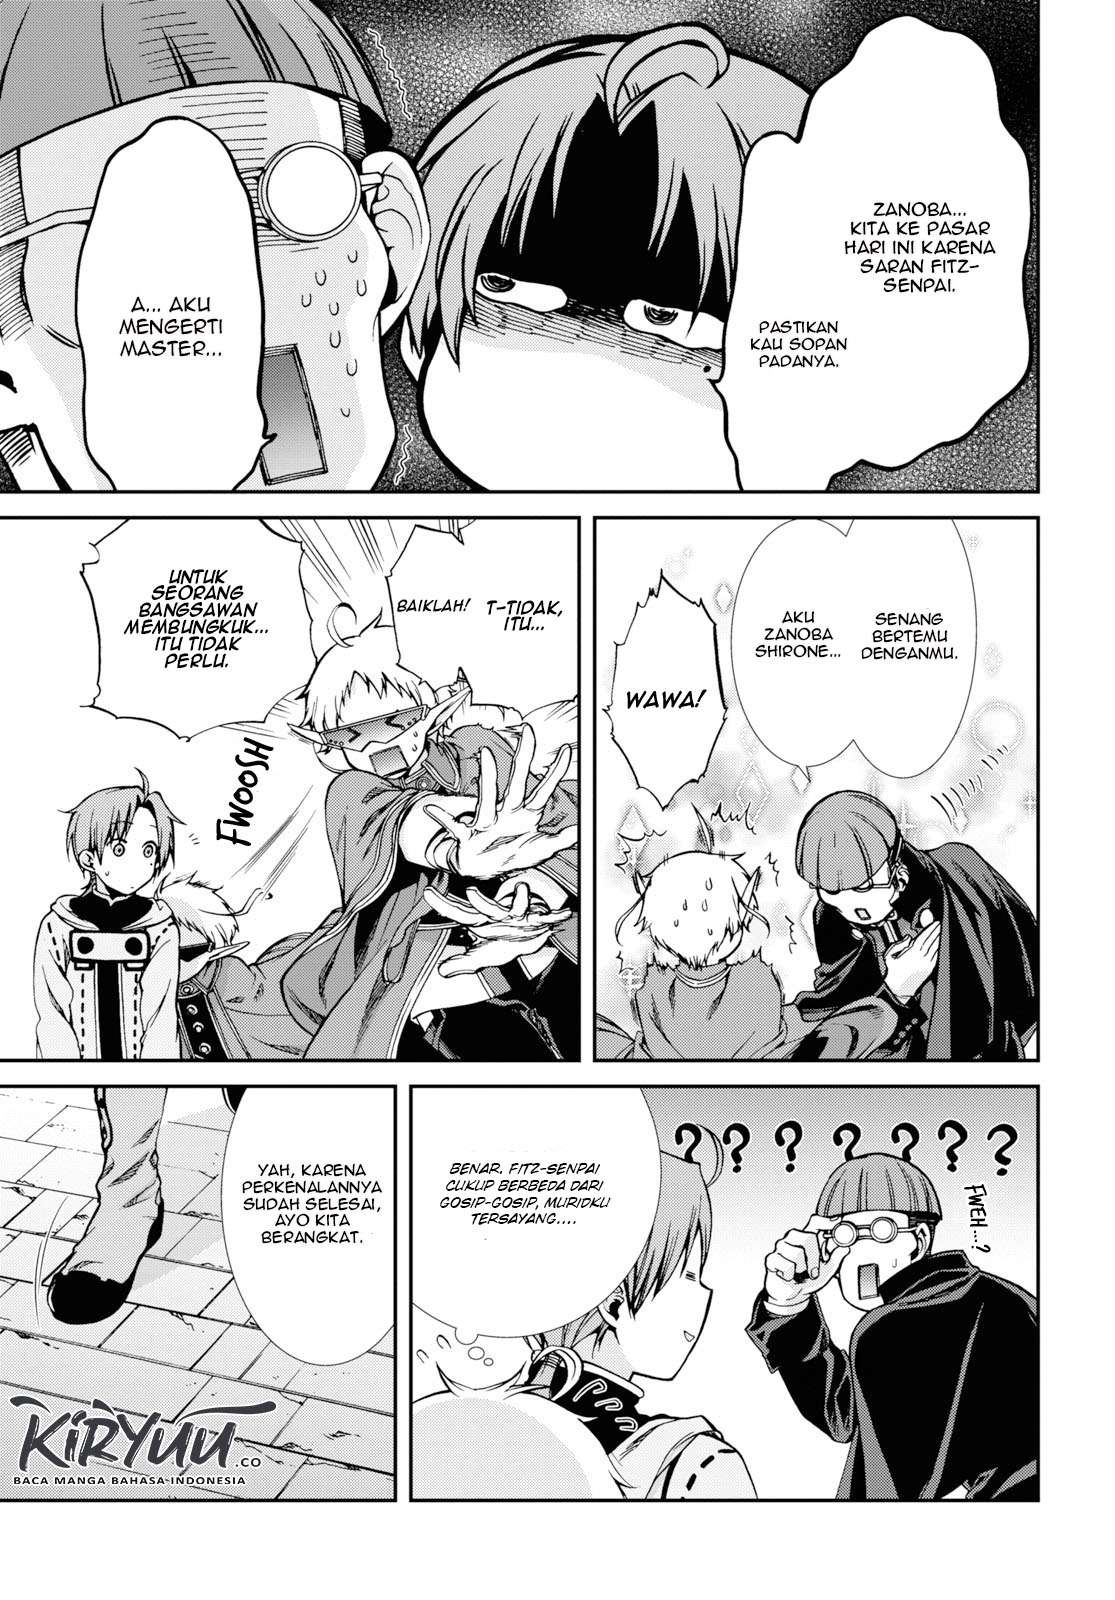 ZANOBA...
KITA KE PASAR
HARI INI KARENA
SARAN FITZ-
SENPAI.
PASTIKAN
KAU SOPAN
PADANYA.
A... AKU
MENGERTI
MASTER...
SENANG
BERTEMU
DENGANMU.
AKU
ZANOBA
SHIRONE...
WAWA!
T-TIDAK,
ITU...
BAIKLAH!
UNTUK
SEORANG
BANGSAWAN
MEMBUNGKUK...
ITU TIDAK
PERLU.
FWOOSH
? ? ? ? ? ? ?
FWEH...?
BENAR. FITZ-SENPAI
CUKUP BERBEDA DARI
GOSIP-GOSIP, MURIDKU
TERSAYANG....
YAH, KARENA
PERKENALANNYA
SUDAH SELESAI,
AYO KITA
BERANGKAT.
KIRYUU.CO
BACA MANGA BAHASA INDONESIA